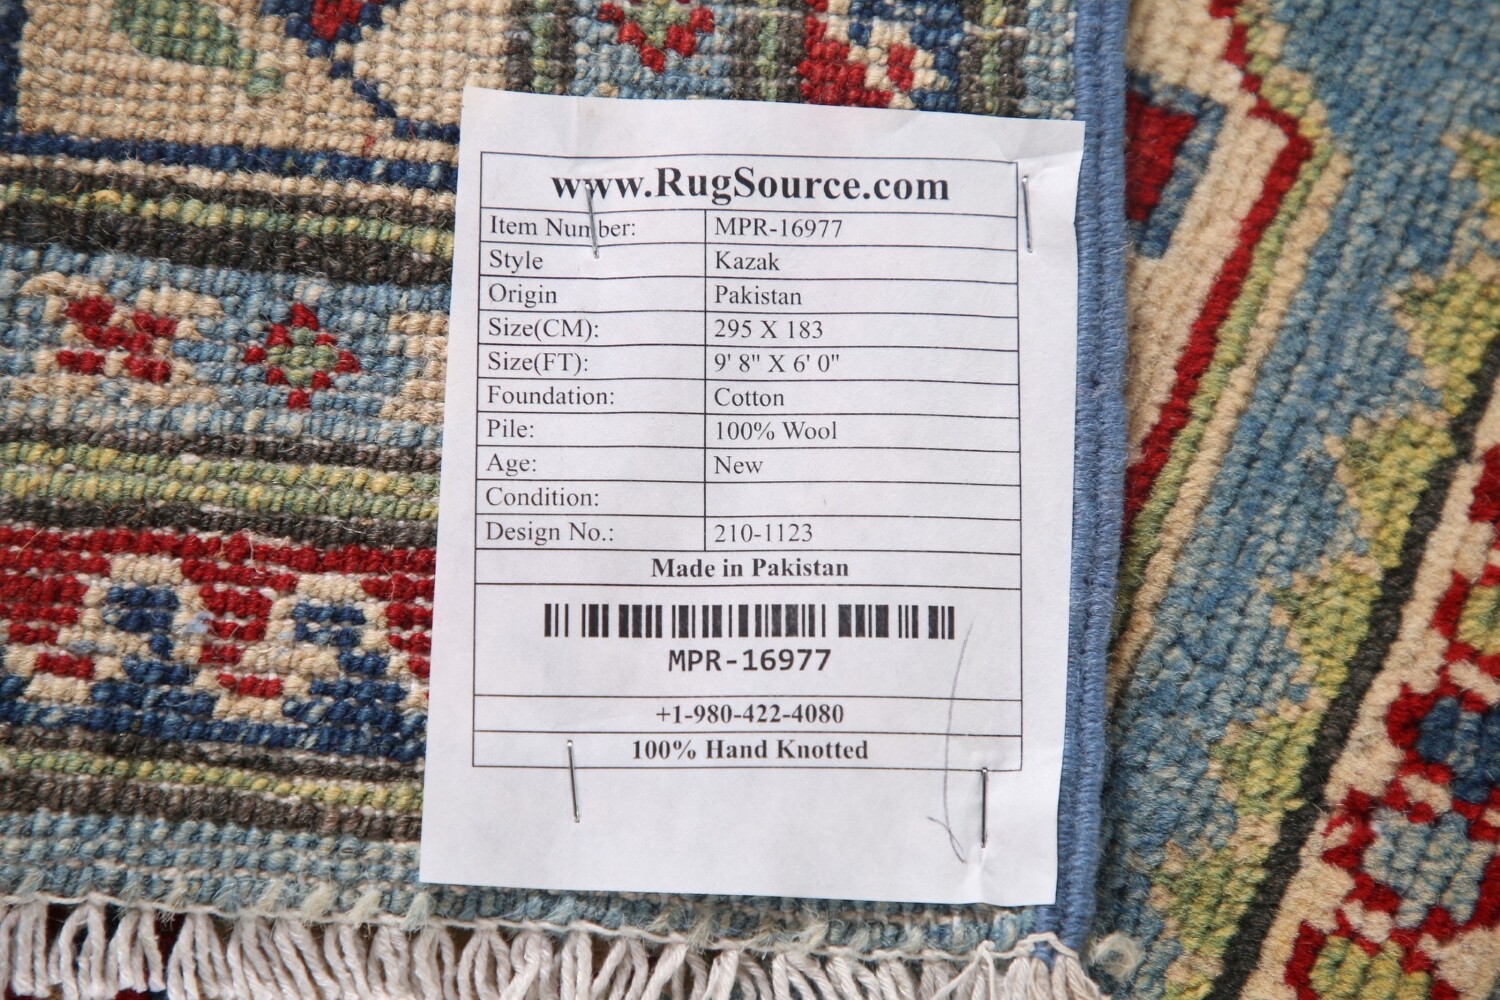 www.RugSource.com
Item Number: MPR-16977
Style Kazak
Origin Pakistan
Size(CM): 295 X 183
Size(FT): 9' 8" X 6' 0"
Foundation: Cotton
Pile: 100% Wool
Age: New
Condition:
Design No.: 210-1123
Made in Pakistan
MPR-16977
+1-980-422-4080
100% Hand Knotted